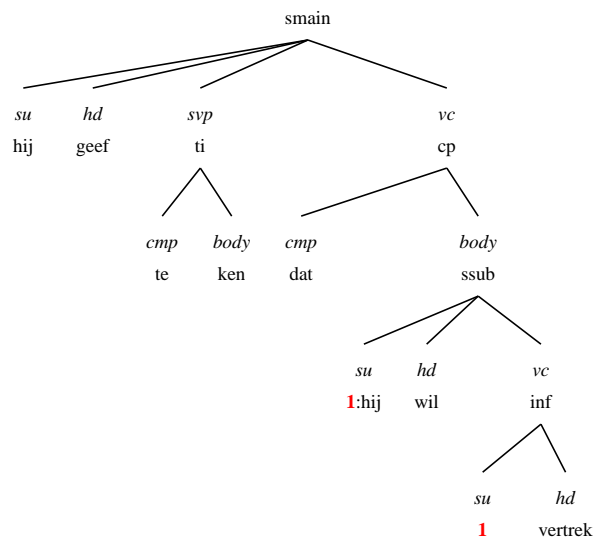 smain
su hd svp vc
hij geef ti cp
cmp body cmp body
te ken dat ssub
su hd vc
1:hij wil inf
su hd
1 vertrek